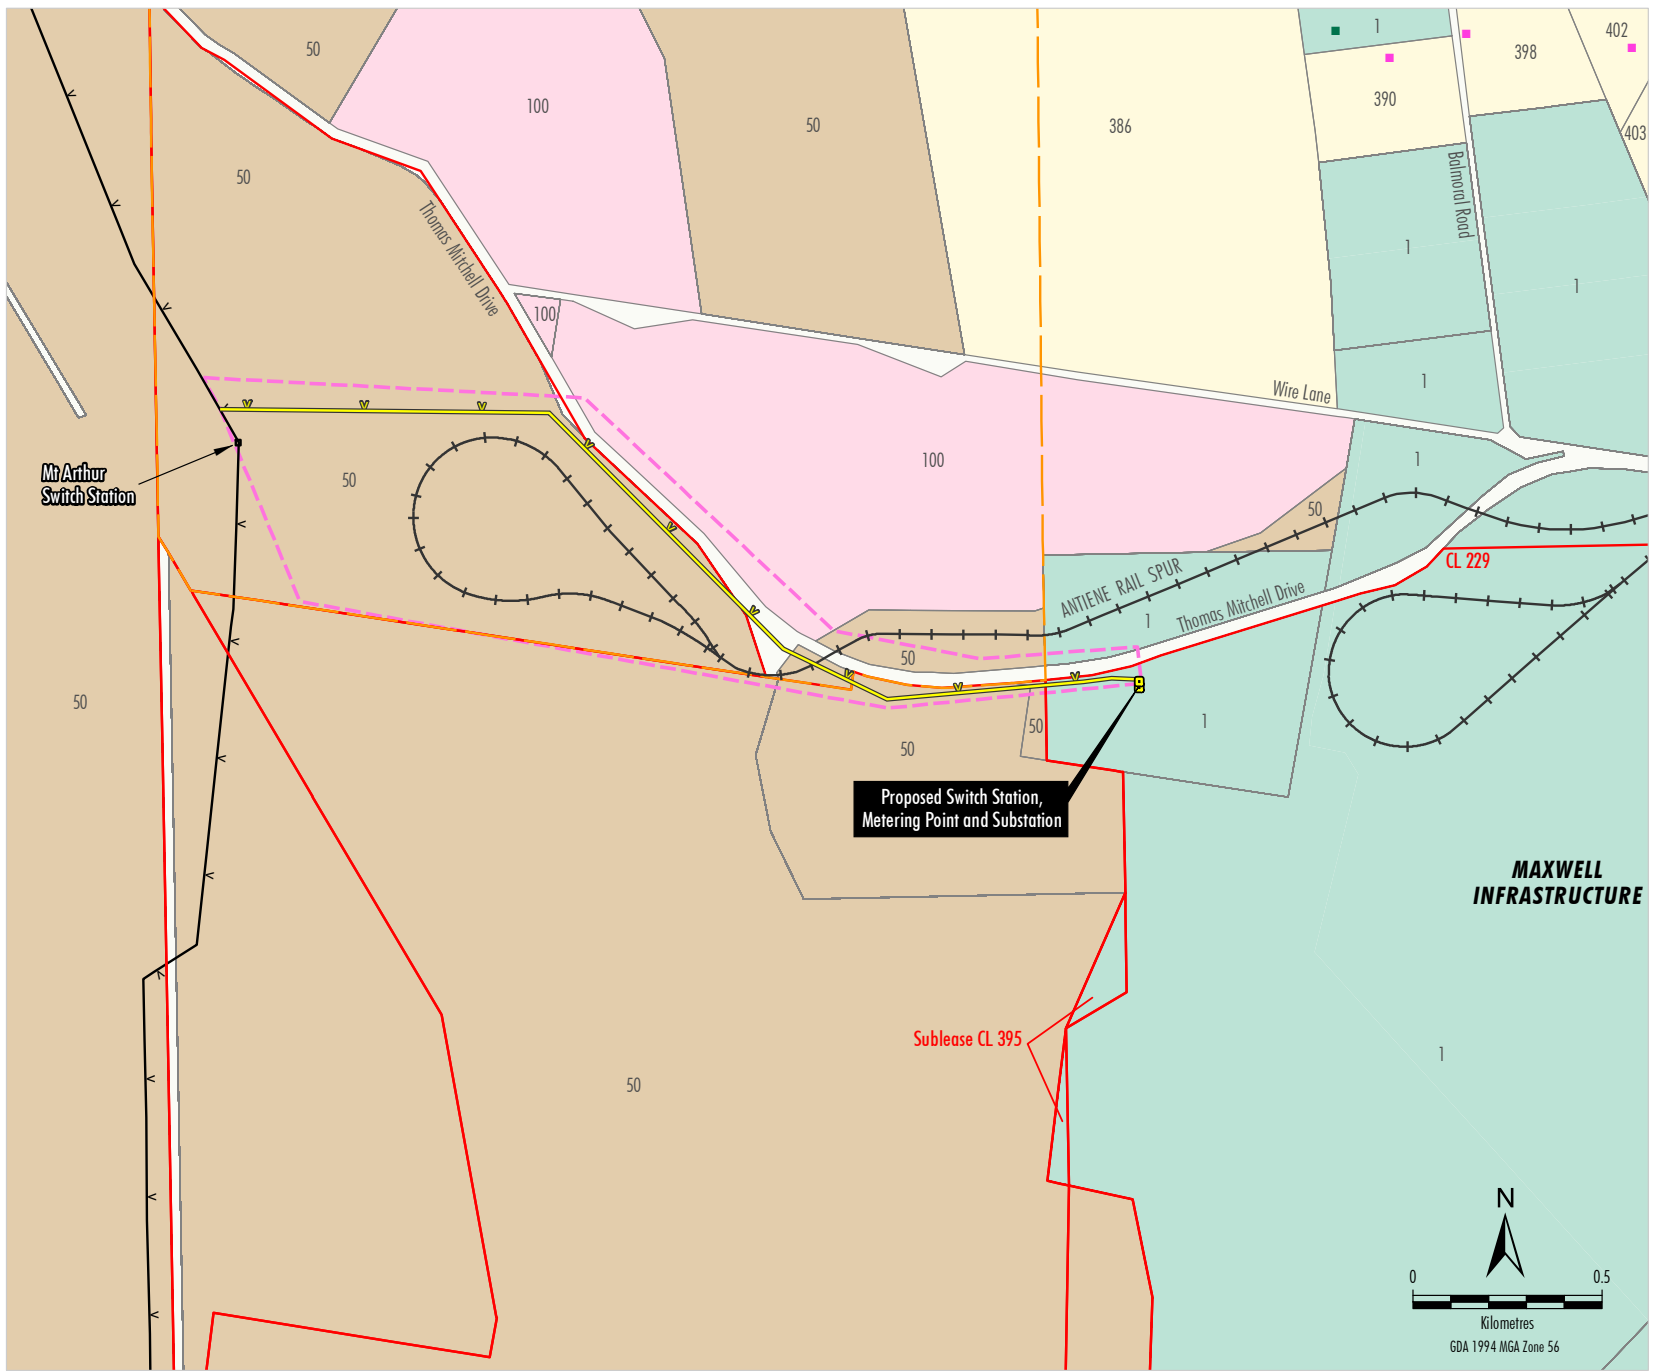 50
100
50
386
1
390
398
402
403
50
Thomas Mitchell Drive
Balmoral Road
1
1
100
Wire Lane
1
100
1
50
Mt Arthur
Switch Station
50
CL 229
ANTIENE RAIL SPUR
Thomas Mitchell Drive
1
50
50
50
50
1
Proposed Switch Station,
Metering Point and Substation
MAXWELL
INFRASTRUCTURE
Sublease CL 395
50
1
N
0 0.5
Kilometres
GDA 1994 MGA Zone 56